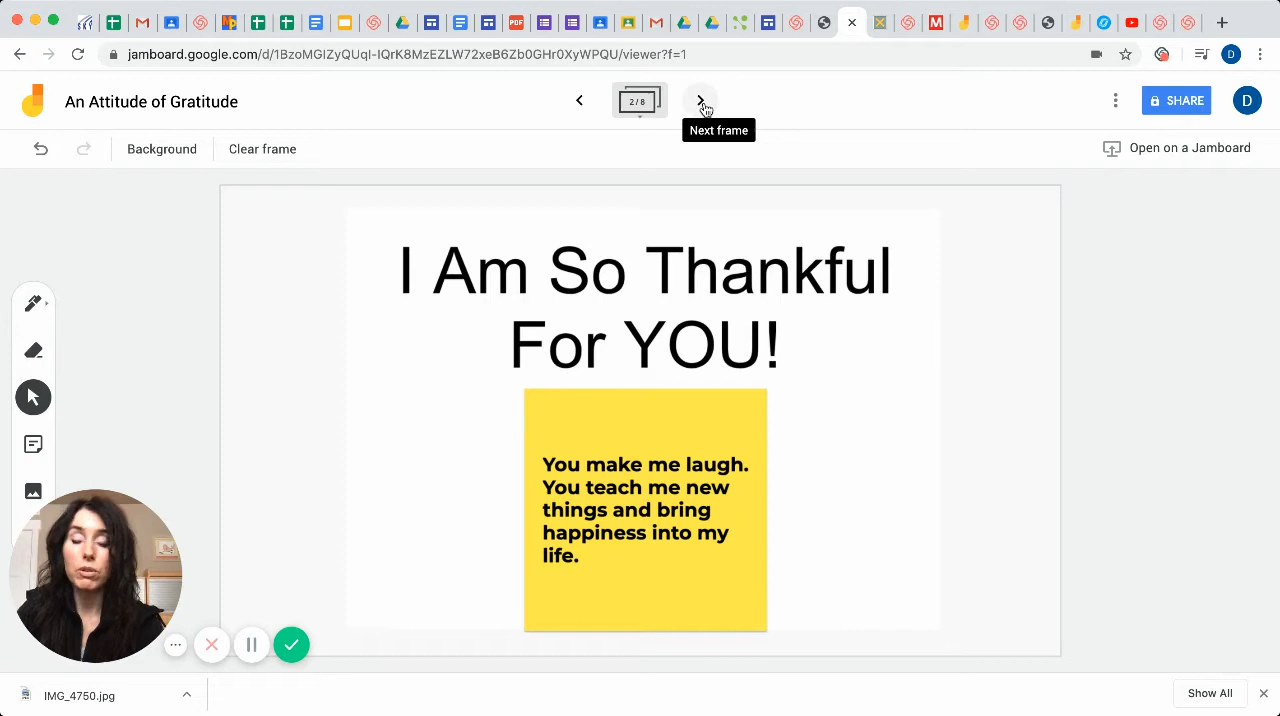 jamboard.google.com/d/1BzoMGIZyQUqI-IQrK8MzEZLW72xeB6Zb0GHr0XyWPQU/viewer?f=1
D
An Attitude of Gratitude
2 / 8
SHARE
D
Next frame
Background
Clear frame
Open on a Jamboard
I Am So Thankful
For YOU!
You make me laugh.
You teach me new
things and bring
happiness into my
life.
IMG_4750.jpg
Show All